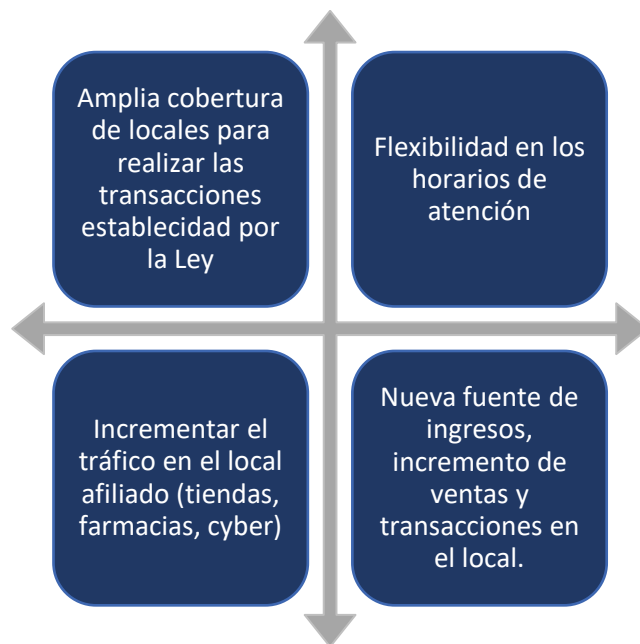 Amplia cobertura
de locales para
realizar las
transacciones
establecidad por
la Ley
Flexibilidad en los
horarios de
atención
Incrementar el
tráfico en el local
afiliado (tiendas,
farmacias, cyber)
Nueva fuente de
ingresos,
incremento de
ventas y
transacciones en
el local.